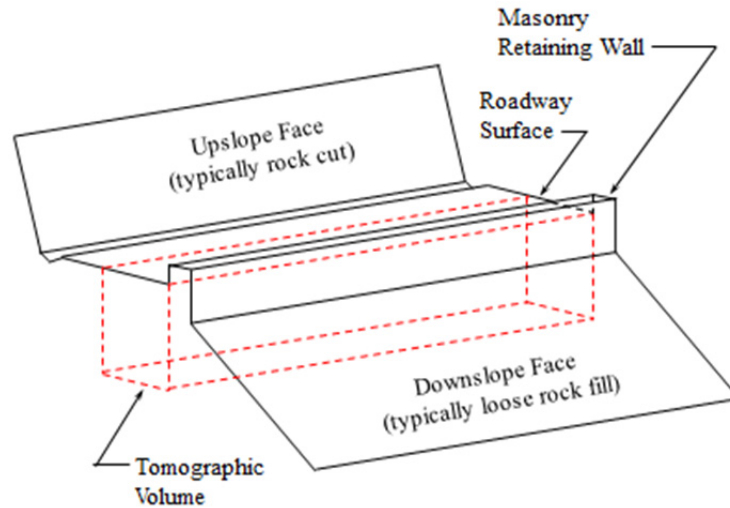 Masonry
Retaining Wall
Roadway
Surface
Upslope Face
(typically rock cut)
Downslope Face
(typically loose rock fill)
Tomographic
Volume